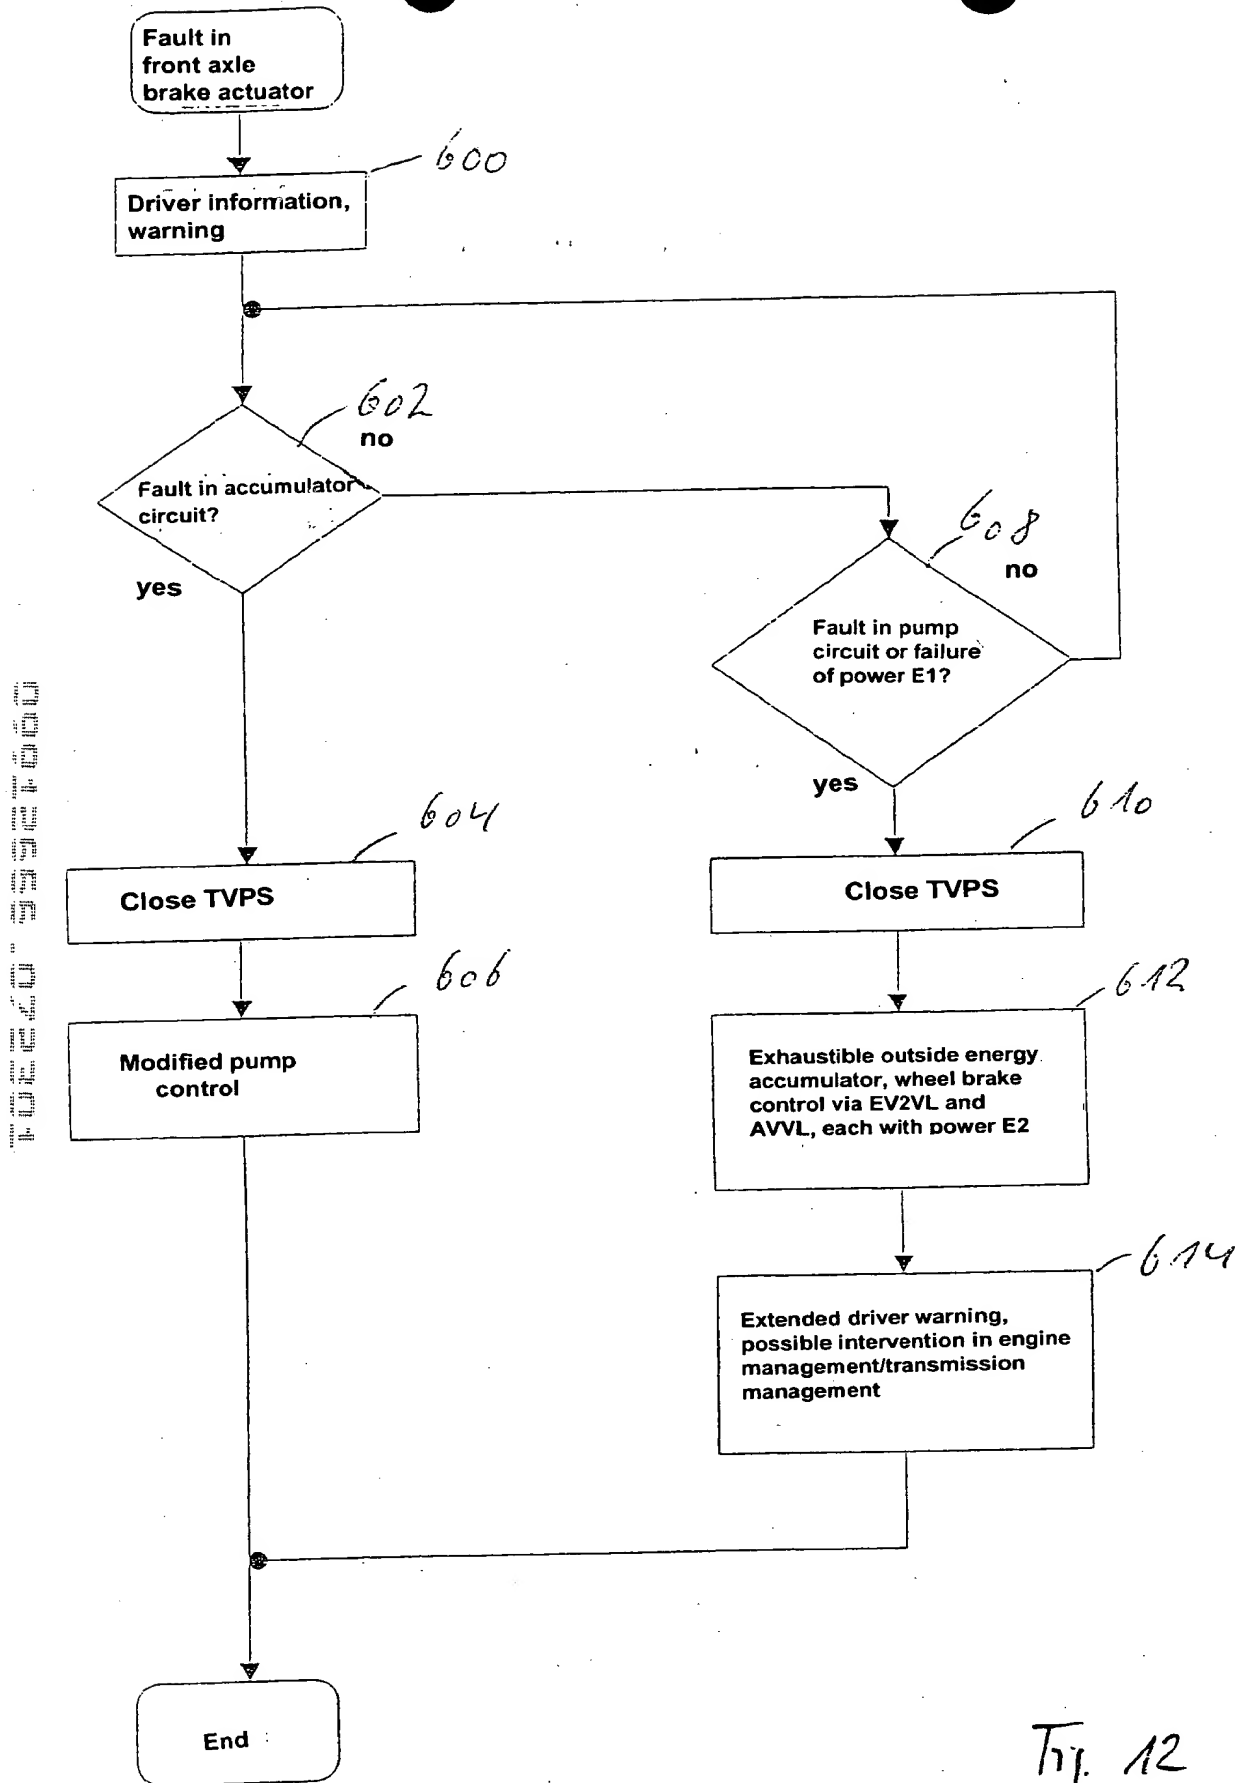 Fault in
front axle
brake actuator
600
Driver information,
warning
602
no
Fault in accumulator
circuit?
yes
608
no
Fault in pump
circuit or failure
of power E1?
yes
604
Close TVPS
610
Close TVPS
606
Modified pump
control
612
Exhaustible outside energy
accumulator, wheel brake
control via EV2VL and
AVVL, each with power E2
614
Extended driver warning,
possible intervention in engine
management/transmission
management
End
Fig. 12